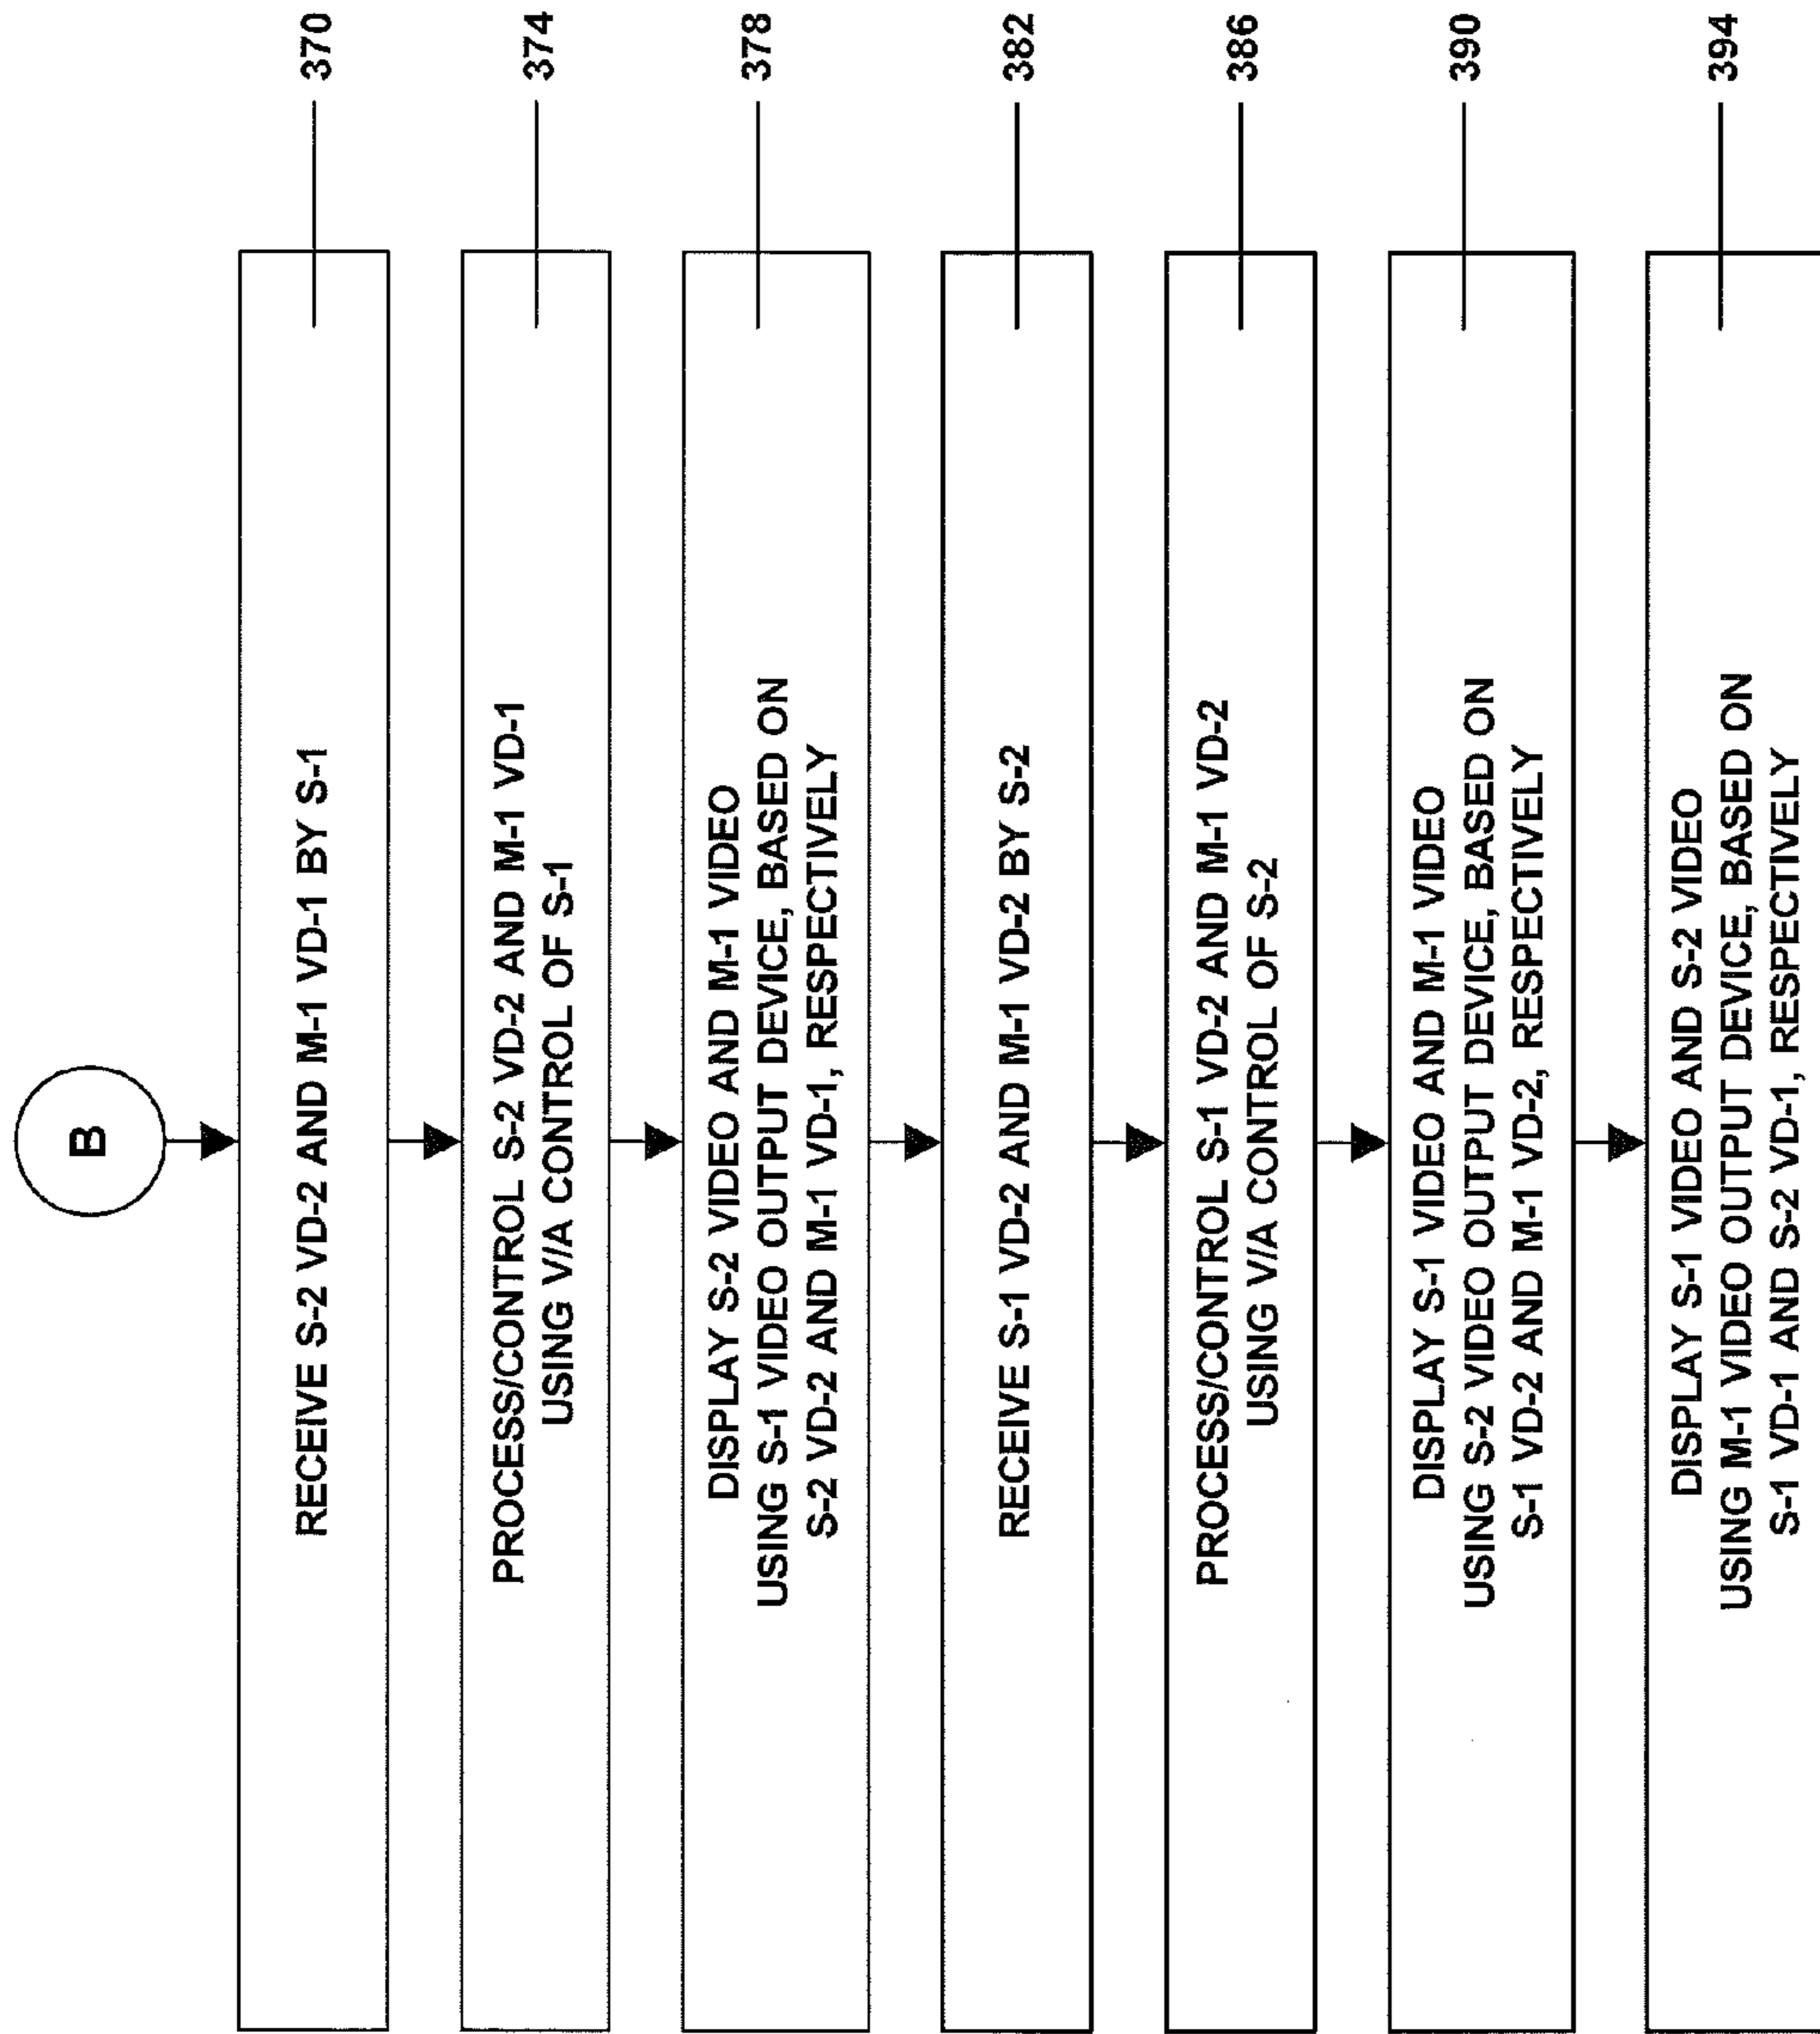 B
RECEIVE S-2 VD-2 AND M-1 VD-1 BY S-1
370
PROCESS/CONTROL S-2 VD-2 AND M-1 VD-1
USING V/A CONTROL OF S-1
374
DISPLAY S-2 VIDEO AND M-1 VIDEO
USING S-1 VIDEO OUTPUT DEVICE, BASED ON
S-2 VD-2 AND M-1 VD-1, RESPECTIVELY
378
RECEIVE S-1 VD-2 AND M-1 VD-2 BY S-2
382
PROCESS/CONTROL S-1 VD-2 AND M-1 VD-2
USING V/A CONTROL OF S-2
386
DISPLAY S-1 VIDEO AND M-1 VIDEO
USING S-2 VIDEO OUTPUT DEVICE, BASED ON
S-1 VD-2 AND M-1 VD-2, RESPECTIVELY
390
DISPLAY S-1 VIDEO AND S-2 VIDEO
USING M-1 VIDEO OUTPUT DEVICE, BASED ON
S-1 VD-1 AND S-2 VD-1, RESPECTIVELY
394